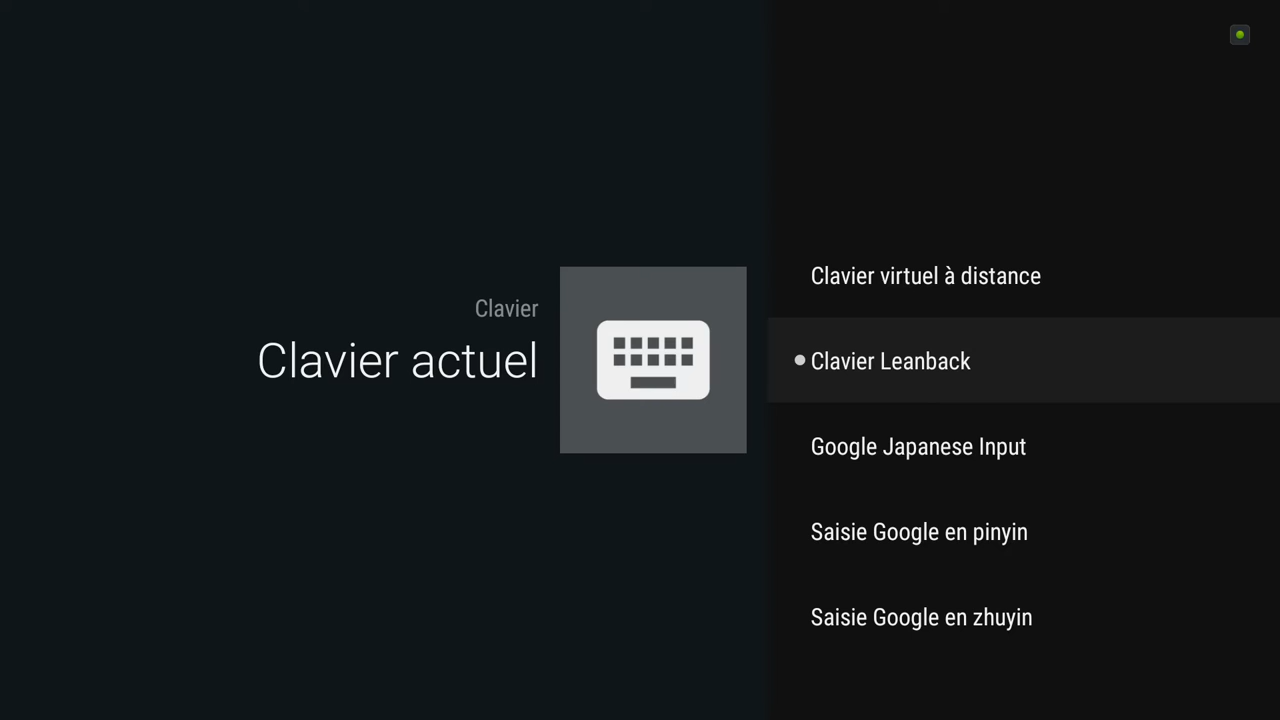 Clavier
Clavier actuel
Clavier virtuel à distance
Clavier Leanback
Google Japanese Input
Saisie Google en pinyin
Saisie Google en zhuyin